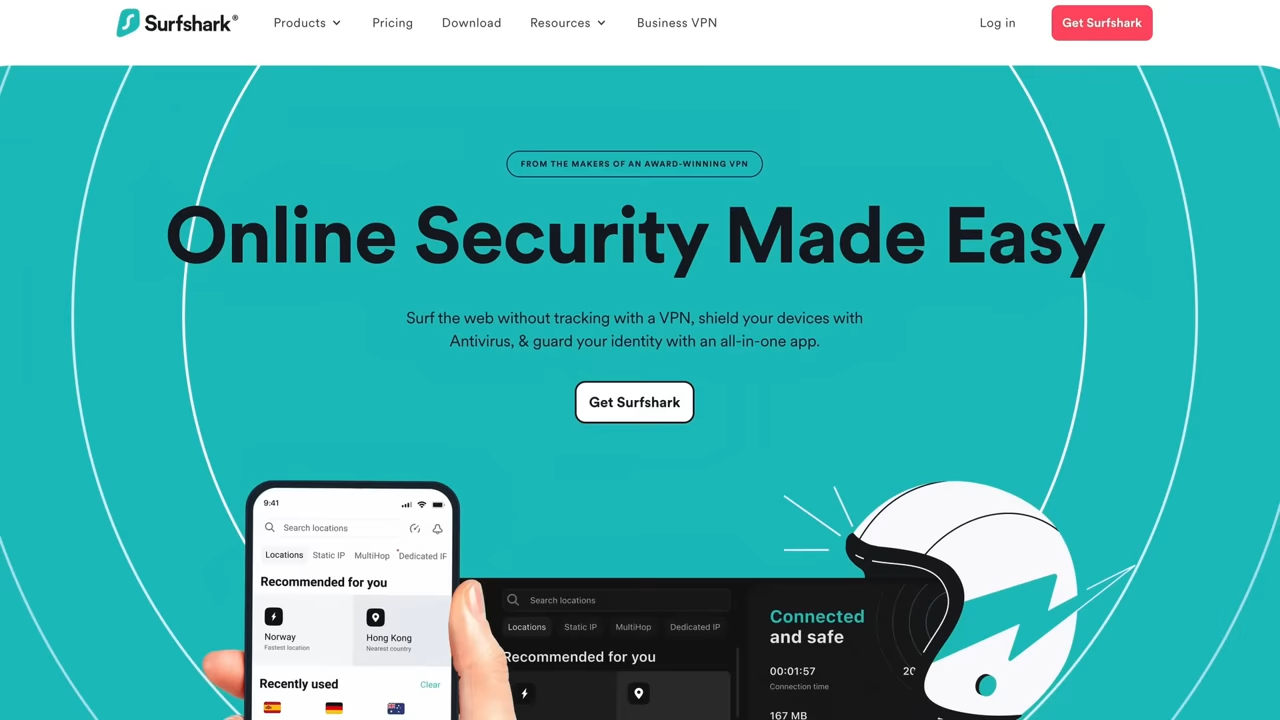 Surfshark®
Products
Pricing
Download
Resources
Business VPN
Log in
Get Surfshark
FROM THE MAKERS OF AN AWARD-WINNING VPN
Online Security Made Easy
Surf the web without tracking with a VPN, shield your devices with
Antivirus, & guard your identity with an all-in-one app.
Get Surfshark
9:41
Search locations
Locations
Static IP
MultiHop
Dedicated IP
Recommended for you
Norway
Fastest location
Hong Kong
Nearest country
Recently used
Clear
Search locations
Locations
Static IP
MultiHop
Dedicated IP
Recommended for you
Connected
and safe
00:01:57
Connection time
167 MB